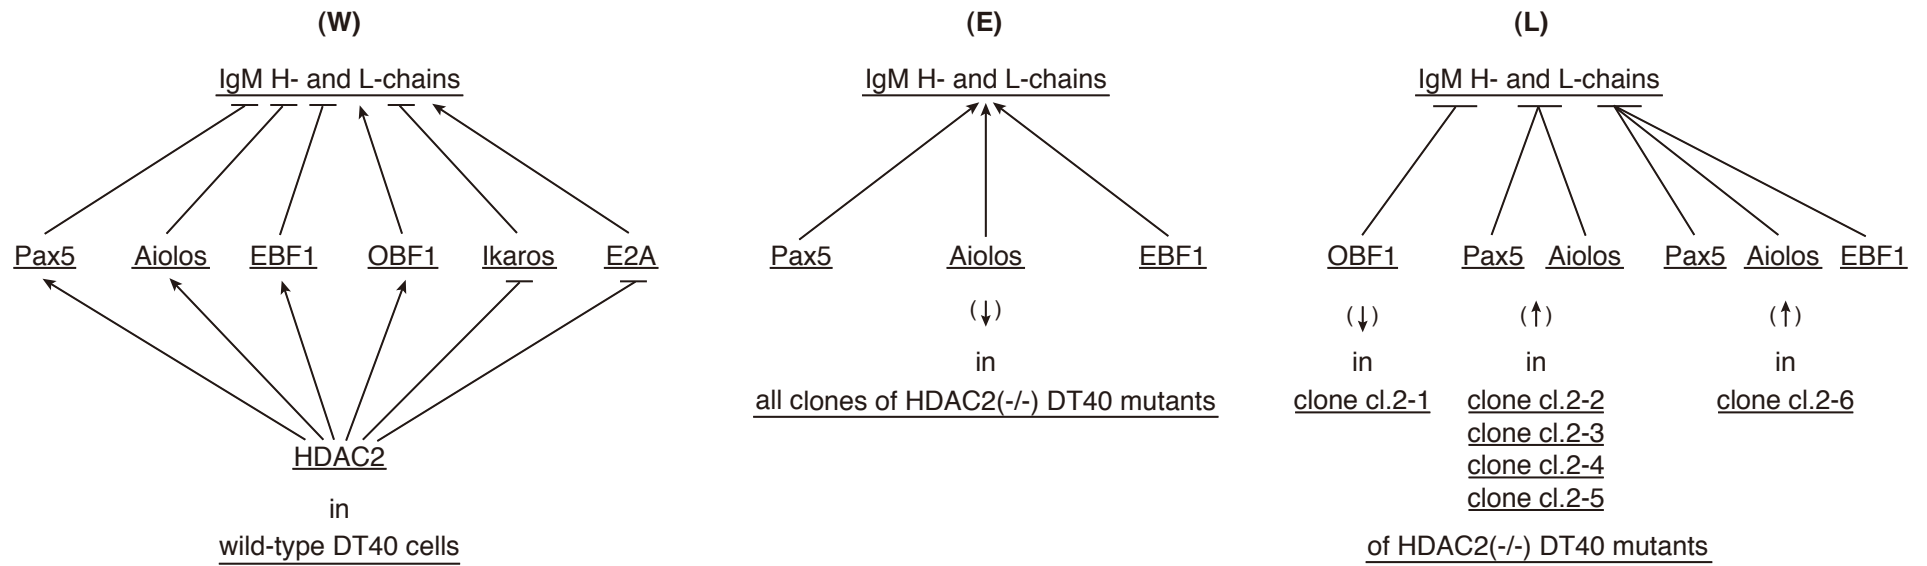 (W)
IgM H- and L-chains
Pax5 Aiolos EBF1 OBF1 Ikaros E2A
HDAC2
in
wild-type DT40 cells
(E)
IgM H- and L-chains
Pax5 Aiolos EBF1
(↓)
in
all clones of HDAC2(-/-) DT40 mutants
(L)
IgM H- and L-chains
OBF1 Pax5 Aiolos Pax5 Aiolos EBF1
(↓) (↑) (↑)
in in in
clone cl.2-1 clone cl.2-2 clone cl.2-6
clone cl.2-3
clone cl.2-4
clone cl.2-5
of HDAC2(-/-) DT40 mutants